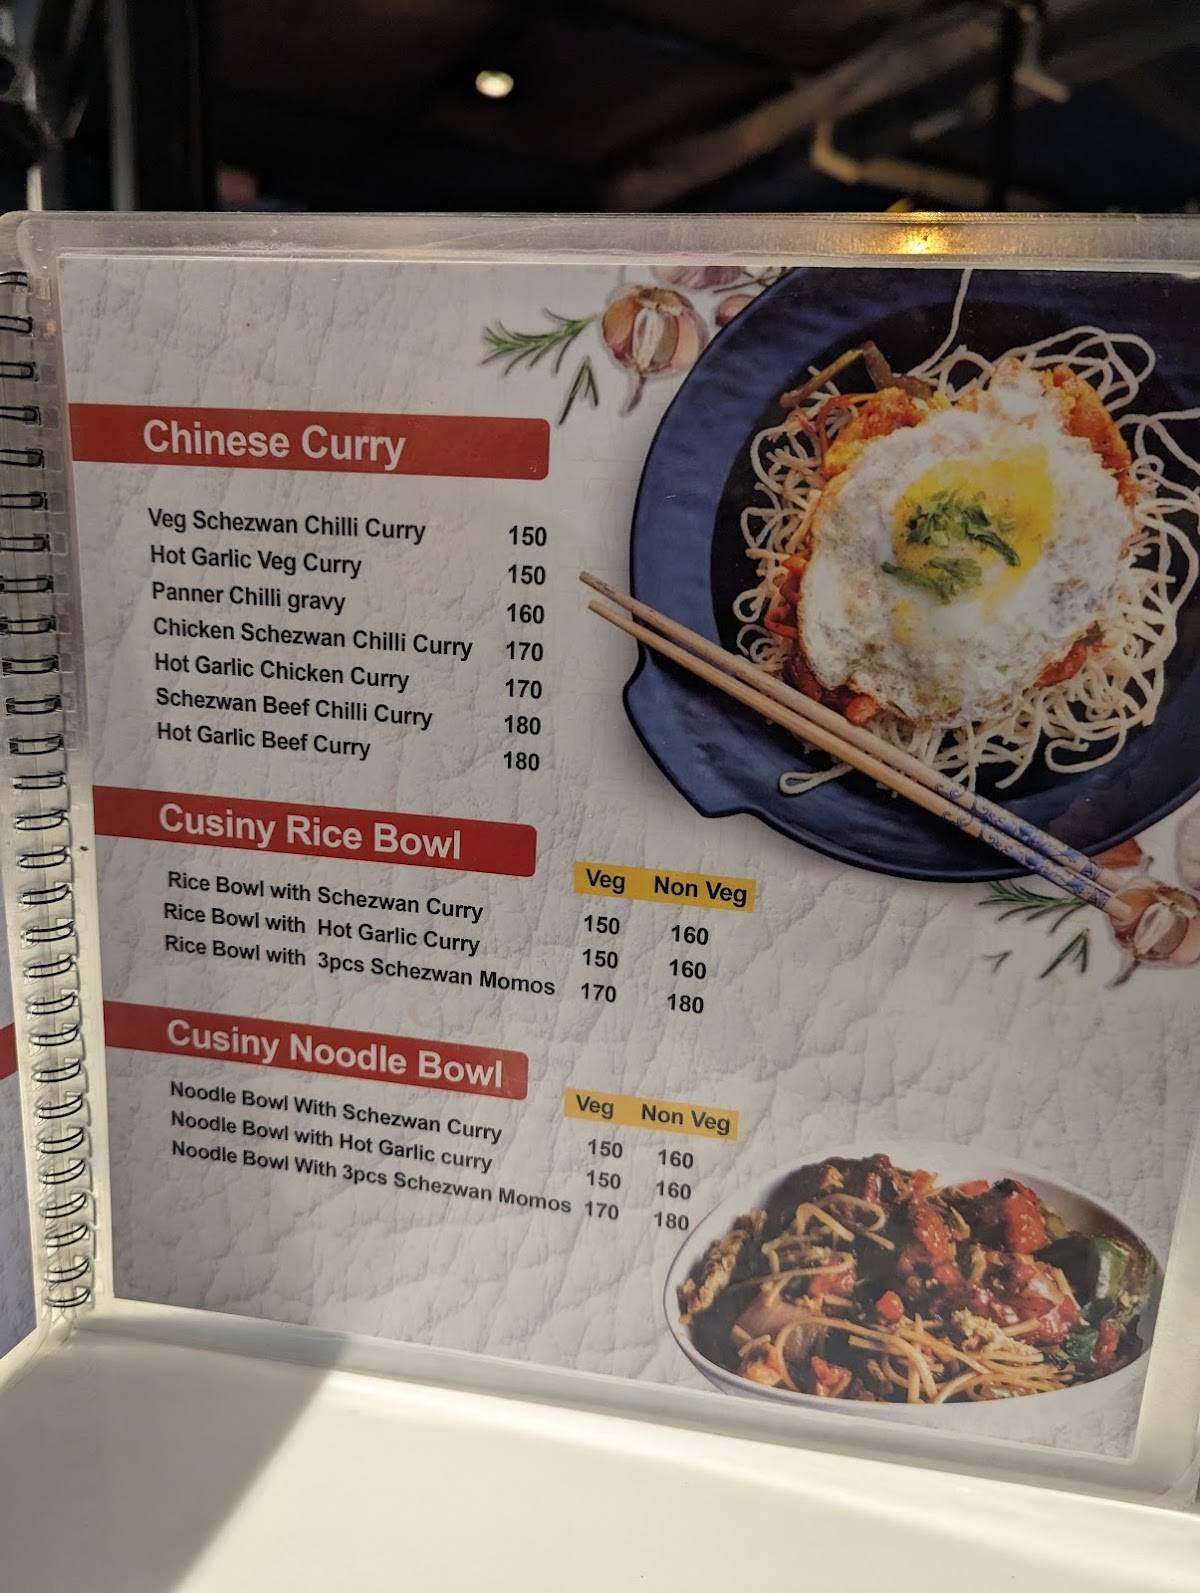 Chinese Curry
Veg Schezwan Chilli Curry 150
Hot Garlic Veg Curry 150
Panner Chilli gravy 160
Chicken Schezwan Chilli Curry 170
Hot Garlic Chicken Curry 170
Schezwan Beef Chilli Curry 180
Hot Garlic Beef Curry 180
Cusiny Rice Bowl
Veg Non Veg
Rice Bowl with Schezwan Curry 150 160
Rice Bowl with Hot Garlic Curry 150 160
Rice Bowl with 3pcs Schezwan Momos 170 180
Cusiny Noodle Bowl
Veg Non Veg
Noodle Bowl With Schezwan Curry 150 160
Noodle Bowl with Hot Garlic curry 150 160
Noodle Bowl With 3pcs Schezwan Momos 170 180